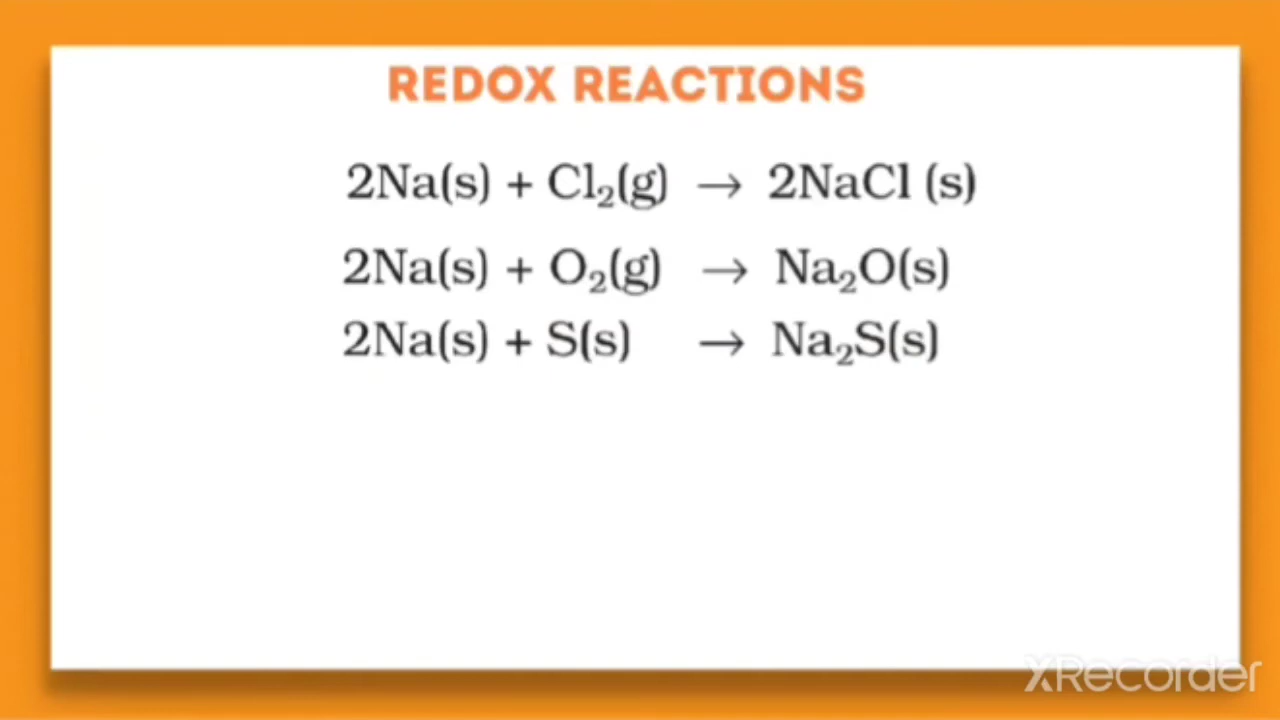 REDOX REACTIONS
2Na(s) + Cl₂(g) → 2NaCl (s)
2Na(s) + O₂(g) → Na₂O(s)
2Na(s) + S(s) → Na₂S(s)
XRecorder